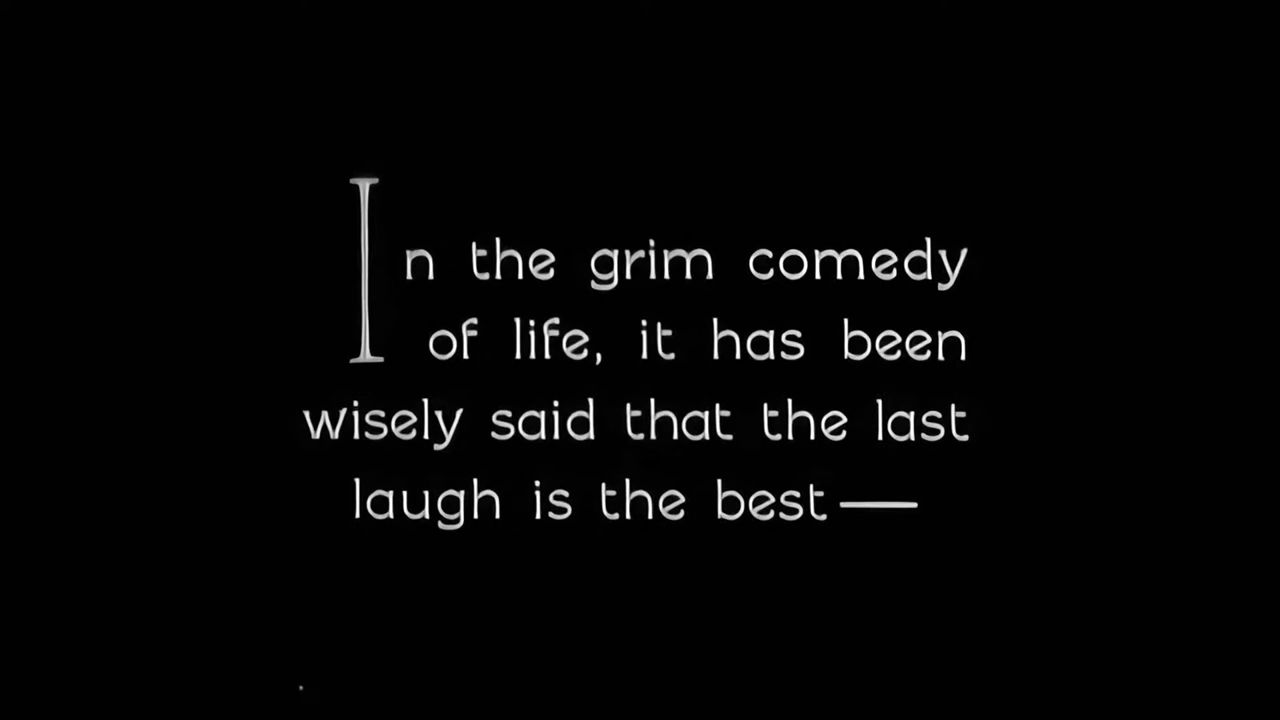 In the grim comedy
of life, it has been
wisely said that the last
laugh is the best—